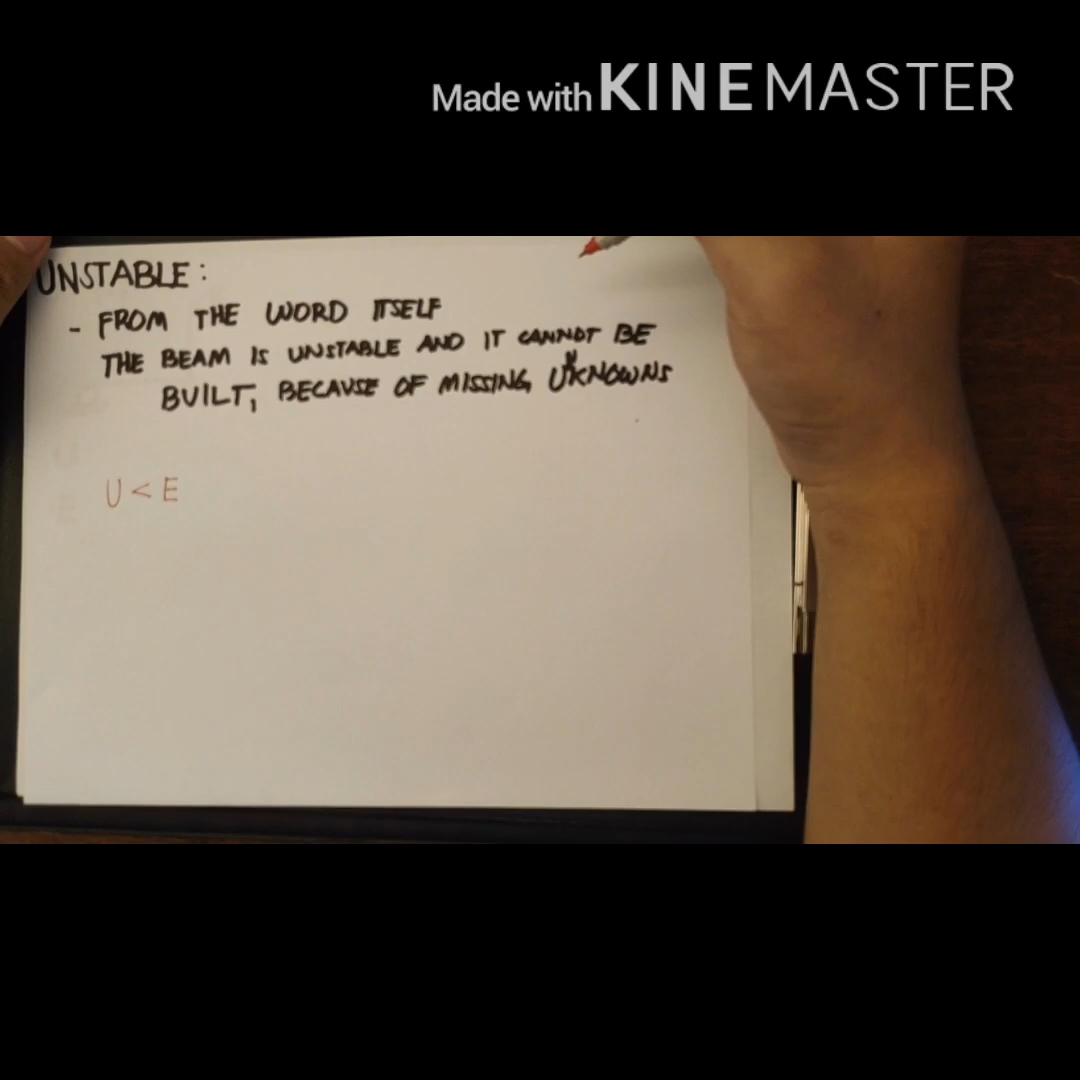 Made with KINEMASTER
UNSTABLE:
- FROM THE WORD ITSELF
THE BEAM IS UNSTABLE AND IT CANNOT BE
BUILT, BECAUSE OF MISSING UNKNOWNS
U < E